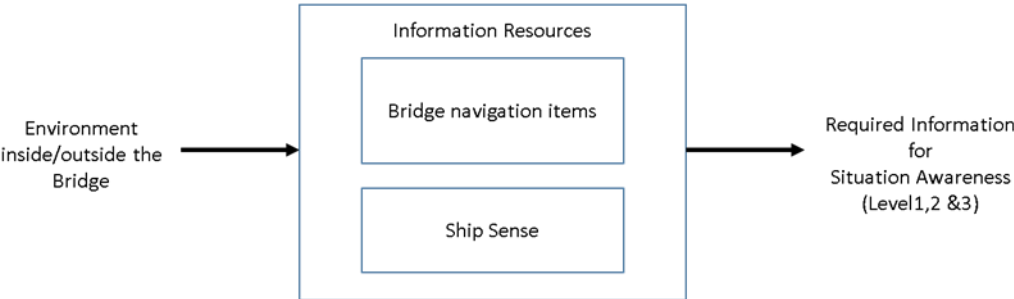 Environment
inside/outside the
Bridge
Information Resources
Bridge navigation items
Ship Sense
Required Information
for
Situation Awareness
(Level1,2 &3)